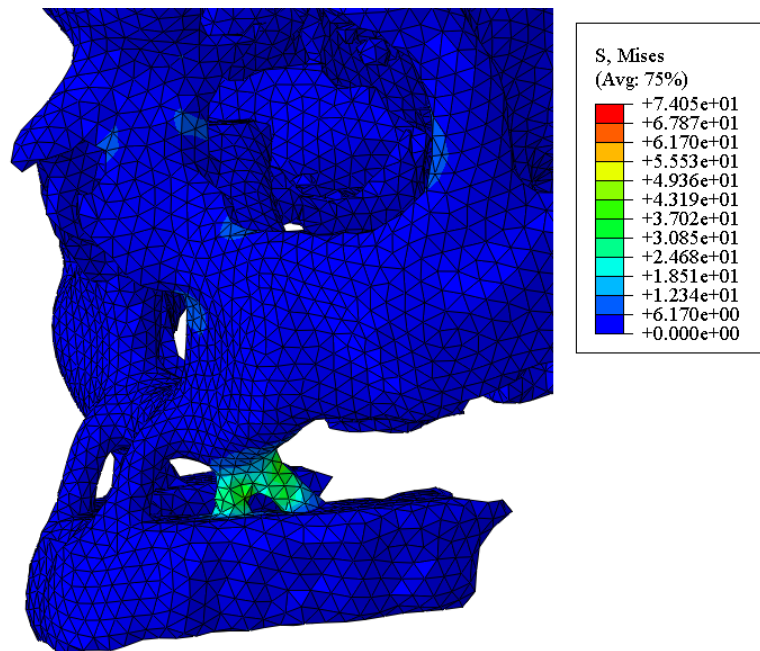 S, Mises
(Avg: 75%)
+7.405e+01
+6.787e+01
+6.170e+01
+5.553e+01
+4.936e+01
+4.319e+01
+3.702e+01
+3.085e+01
+2.468e+01
+1.851e+01
+1.234e+01
+6.170e+00
+0.000e+00